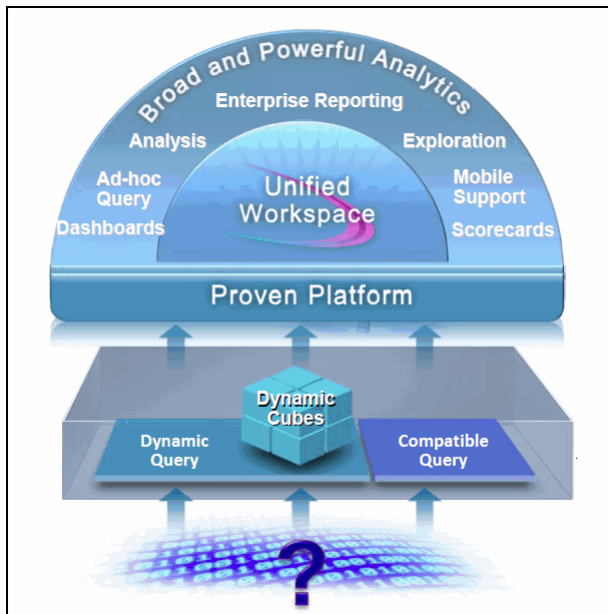 Broad and Powerful Analytics
Enterprise Reporting
Analysis
Exploration
Ad-hoc
Query
Mobile
Support
Dashboards
Scorecards
Unified
Workspace
Proven Platform
Dynamic
Cubes
Dynamic
Query
Compatible
Query
?